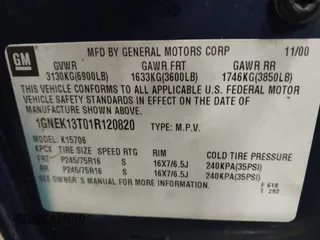 GM
MFD BY GENERAL MOTORS CORP 11/00
GVWR GAWR FRT GAWR RR
3130KG(6900LB) 1633KG(3600LB) 1746KG(3850LB)
THIS VEHICLE CONFORMS TO ALL APPLICABLE U.S. FEDERAL MOTOR
VEHICLE SAFETY STANDARDS IN EFFECT ON THE DATE OF
MANUFACTURE SHOWN ABOVE.
1GNEK13T01R120820 TYPE: M.P.V.
MODEL: K15706
KPCX TIRE SIZE SPEED RTG RIM COLD TIRE PRESSURE
FRT P245/75R16 S 16X7/6.5J 240KPA(35PSI)
RR P245/75R16 S 16X7/6.5J 240KPA(35PSI)
SEE OWNER'S MANUAL FOR MORE INFORMATION
F 618
T 292